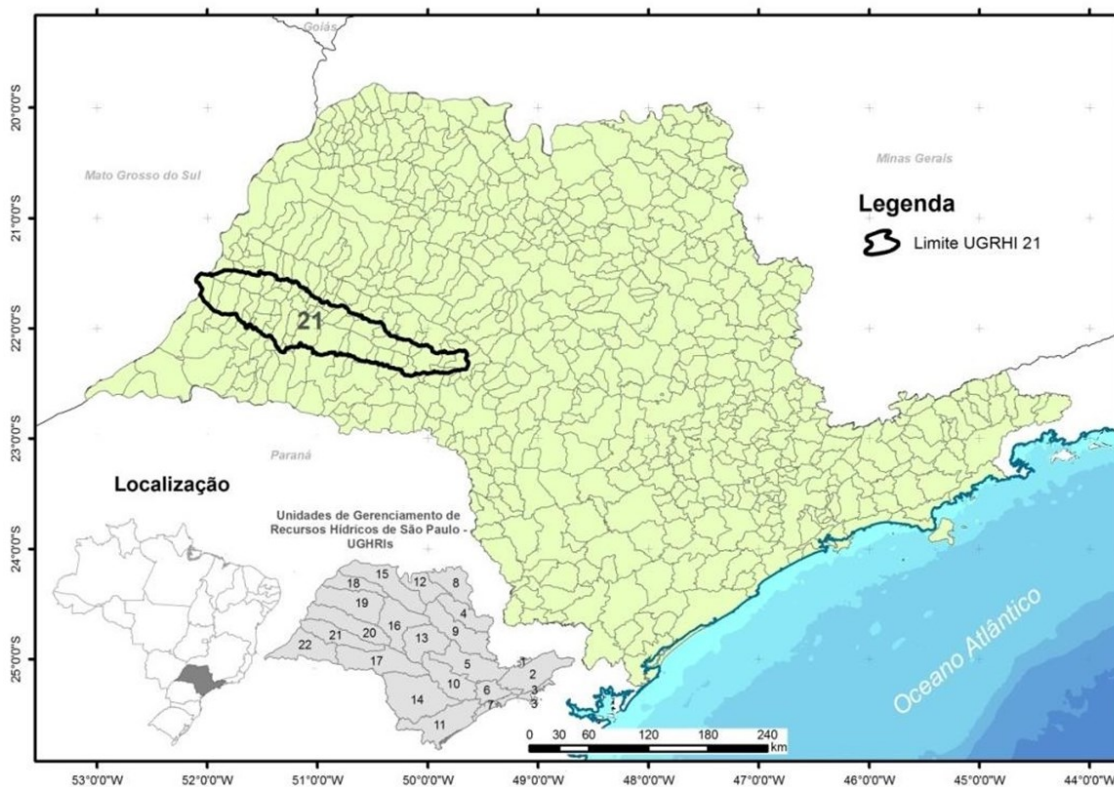 Goiás
Mato Grosso do Sul
Minas Gerais
Legenda
Limite UGRHI 21
21
Paraná
Localização
Unidades de Gerenciamento de
Recursos Hídricos de São Paulo -
UGHRIs
15
12
8
18
19
4
16
9
21
20
13
22
17
5
1
2
10
6
3
14
7
3
11
Oceano Atlântico
0 30 60 120 180 240
km
20°0'0"S
21°0'0"S
22°0'0"S
23°0'0"S
24°0'0"S
25°0'0"S
53°0'0"W 52°0'0"W 51°0'0"W 50°0'0"W 49°0'0"W 48°0'0"W 47°0'0"W 46°0'0"W 45°0'0"W 44°0'0"W